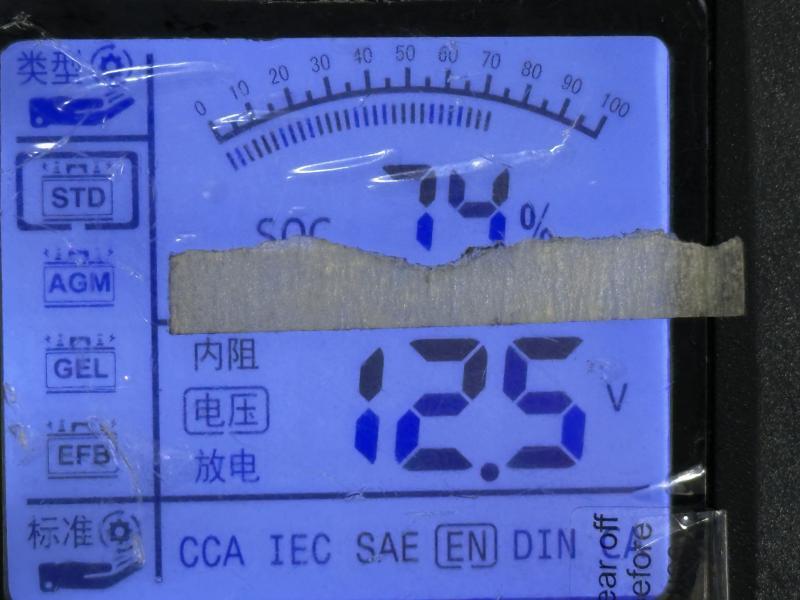 类型
0 10 20 30 40 50 60 70 80 90 100
STD
74 %
SOC
AGM
内阻
GEL
电压
12.5 V
EFB
放电
标准
CCA IEC SAE EN DIN CA
ear off
efore